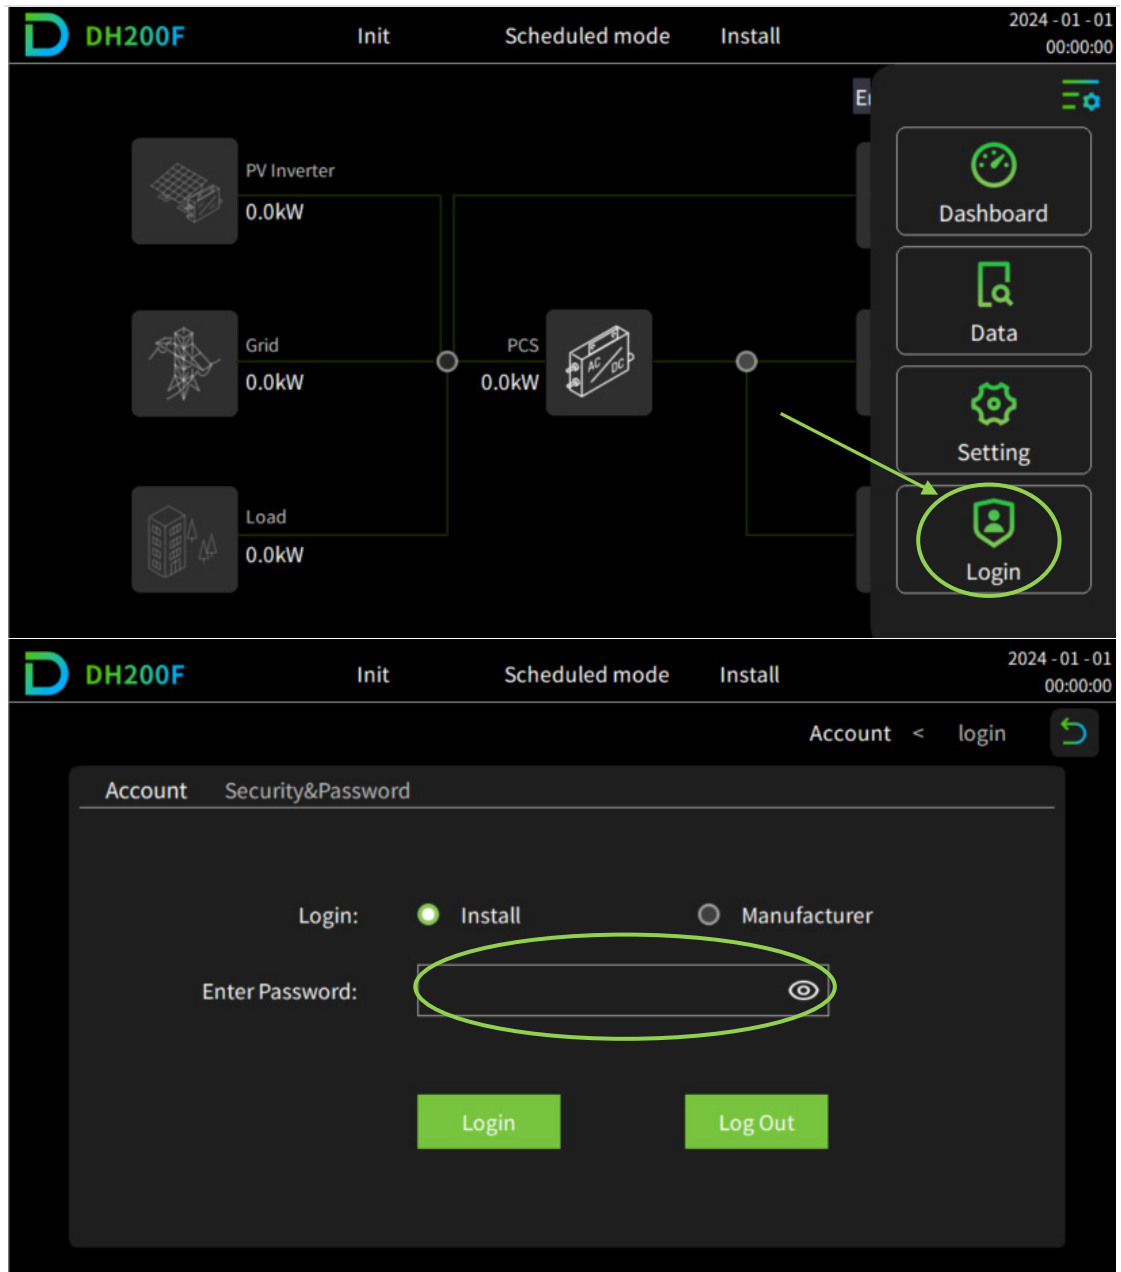 DH200F Init Scheduled mode Install 2024 - 01 - 01
00:00:00
PV Inverter
0.0kW
Grid
0.0kW
PCS
0.0kW
AC
DC
Load
0.0kW
Dashboard
Data
Setting
Login
DH200F Init Scheduled mode Install 2024 - 01 - 01
00:00:00
Account < login
Account Security&Password
Login: Install Manufacturer
Enter Password:
Login Log Out